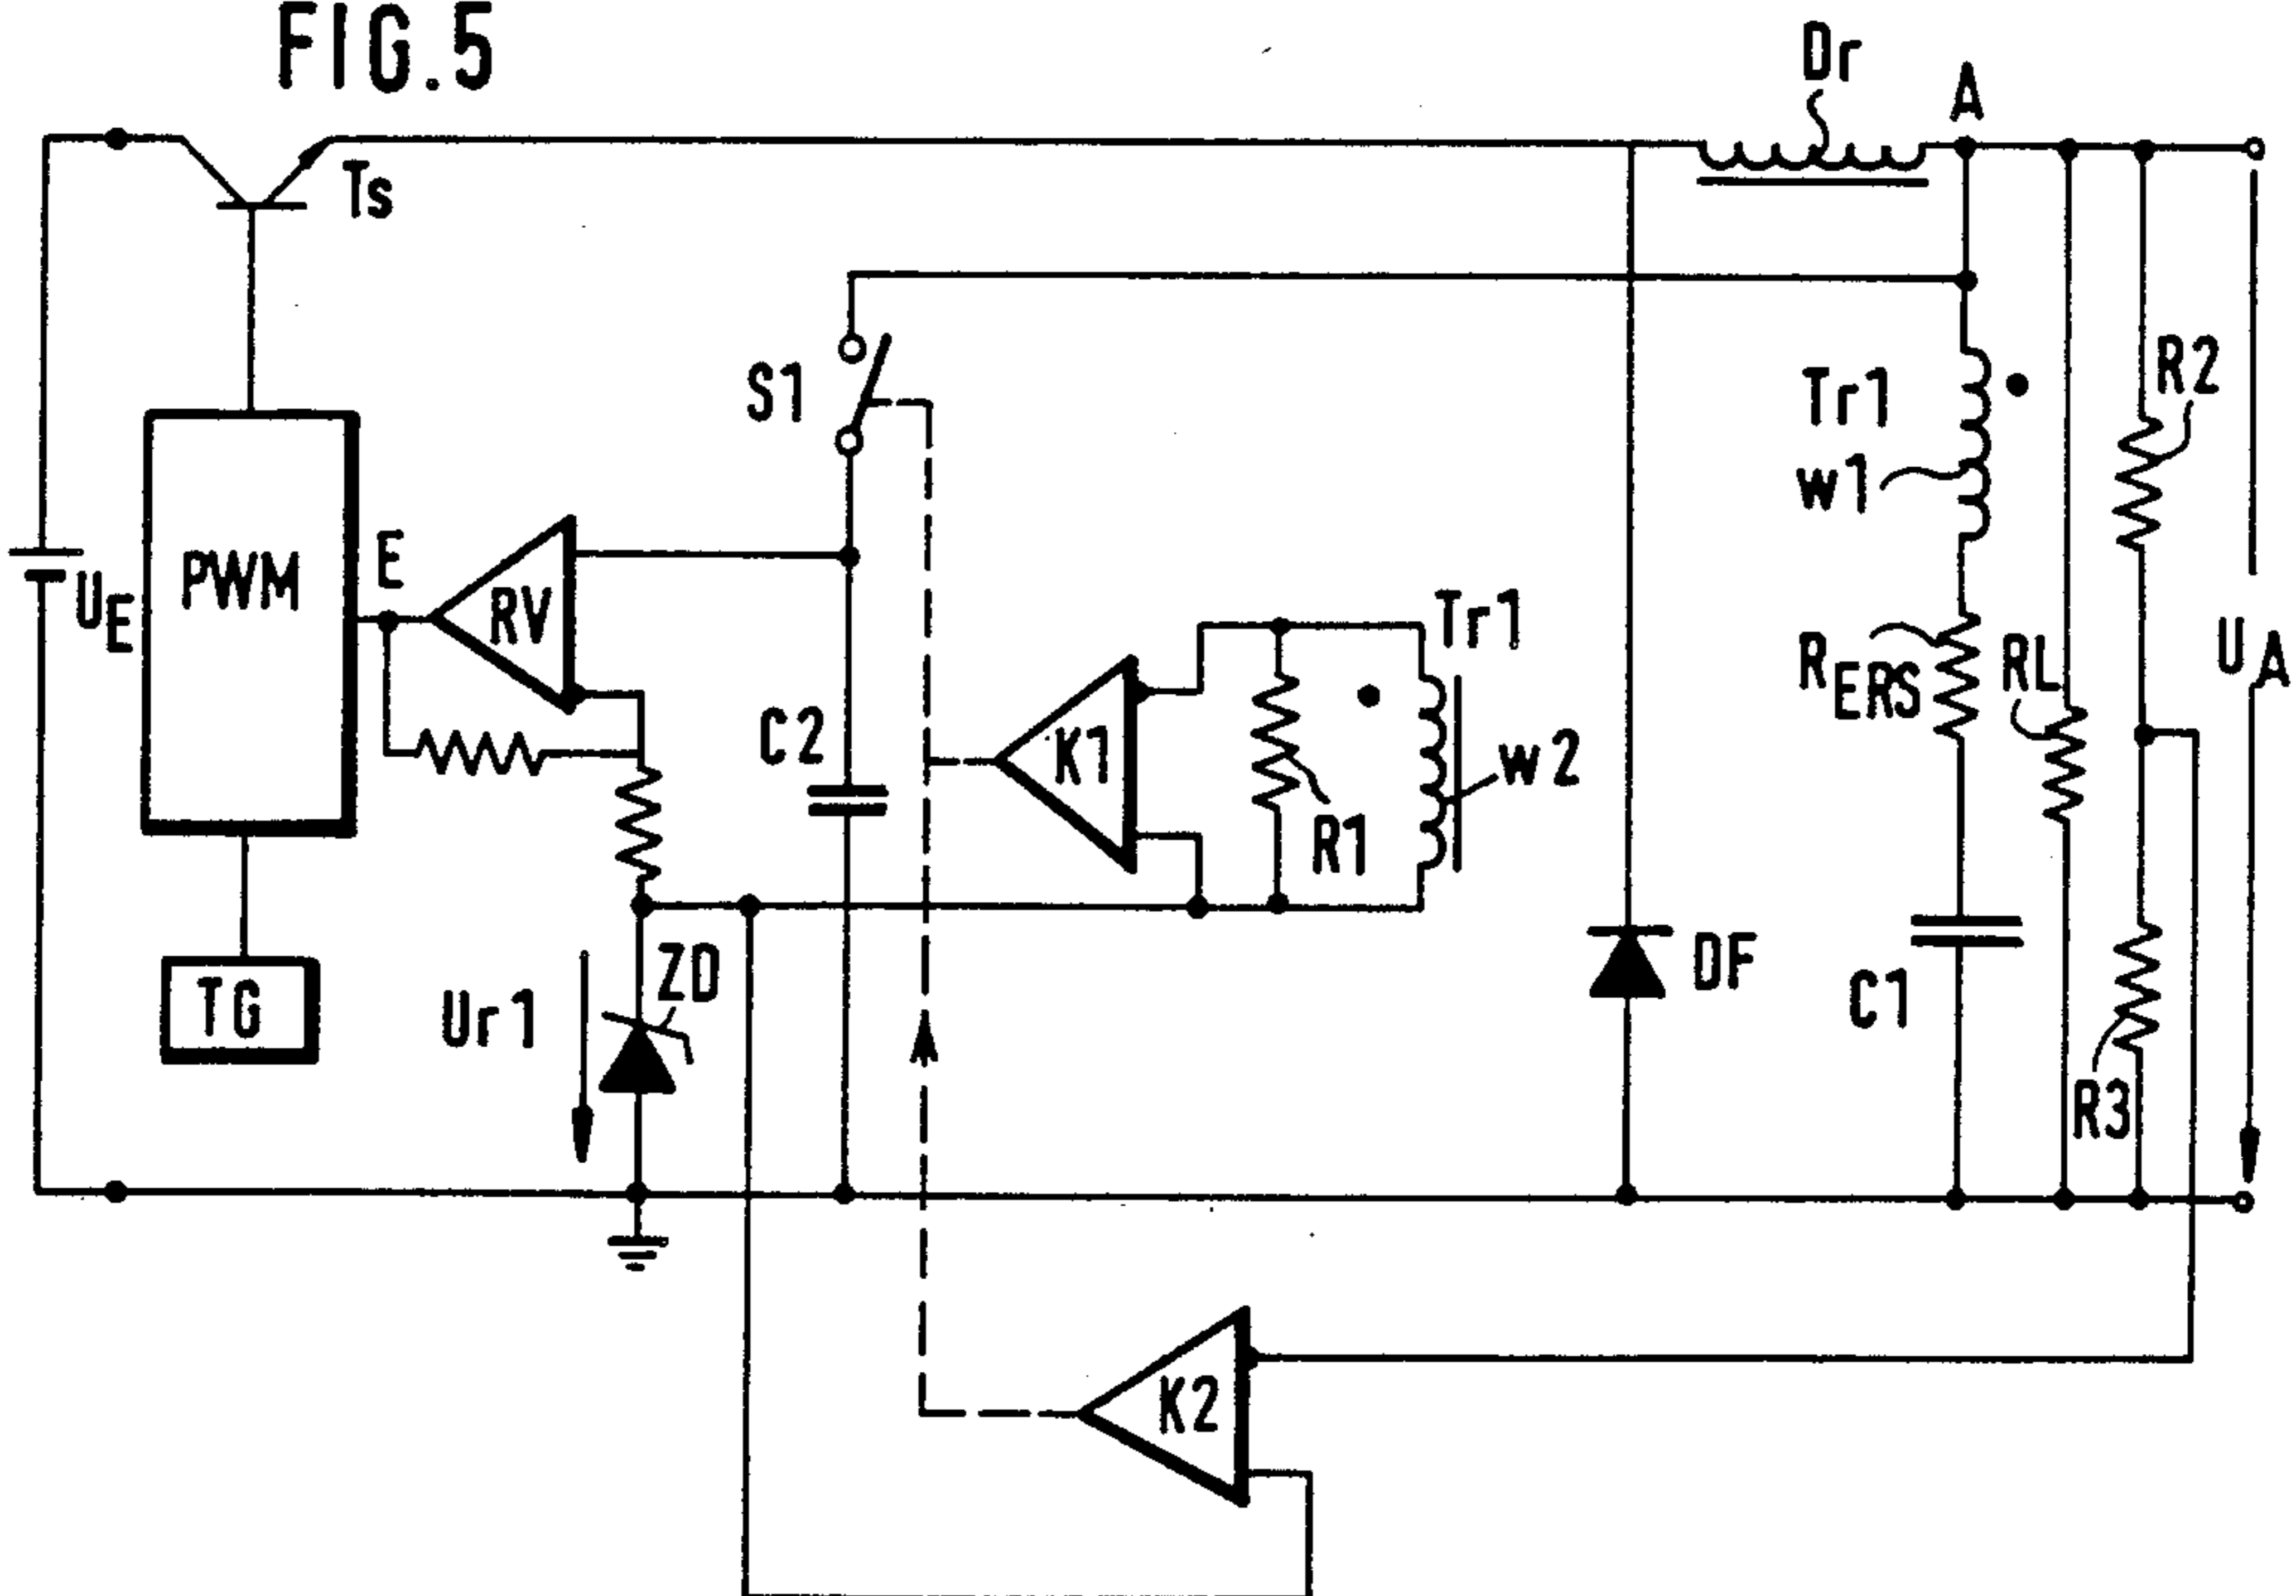 FIG.5
Dr
A
Ts
S1
Tr1
w1
R2
UE
PWM
E
RV
Tr1
RERS
RL
UA
C2
K1
w2
R1
ZD
DF
C1
TG
Ur1
R3
K2